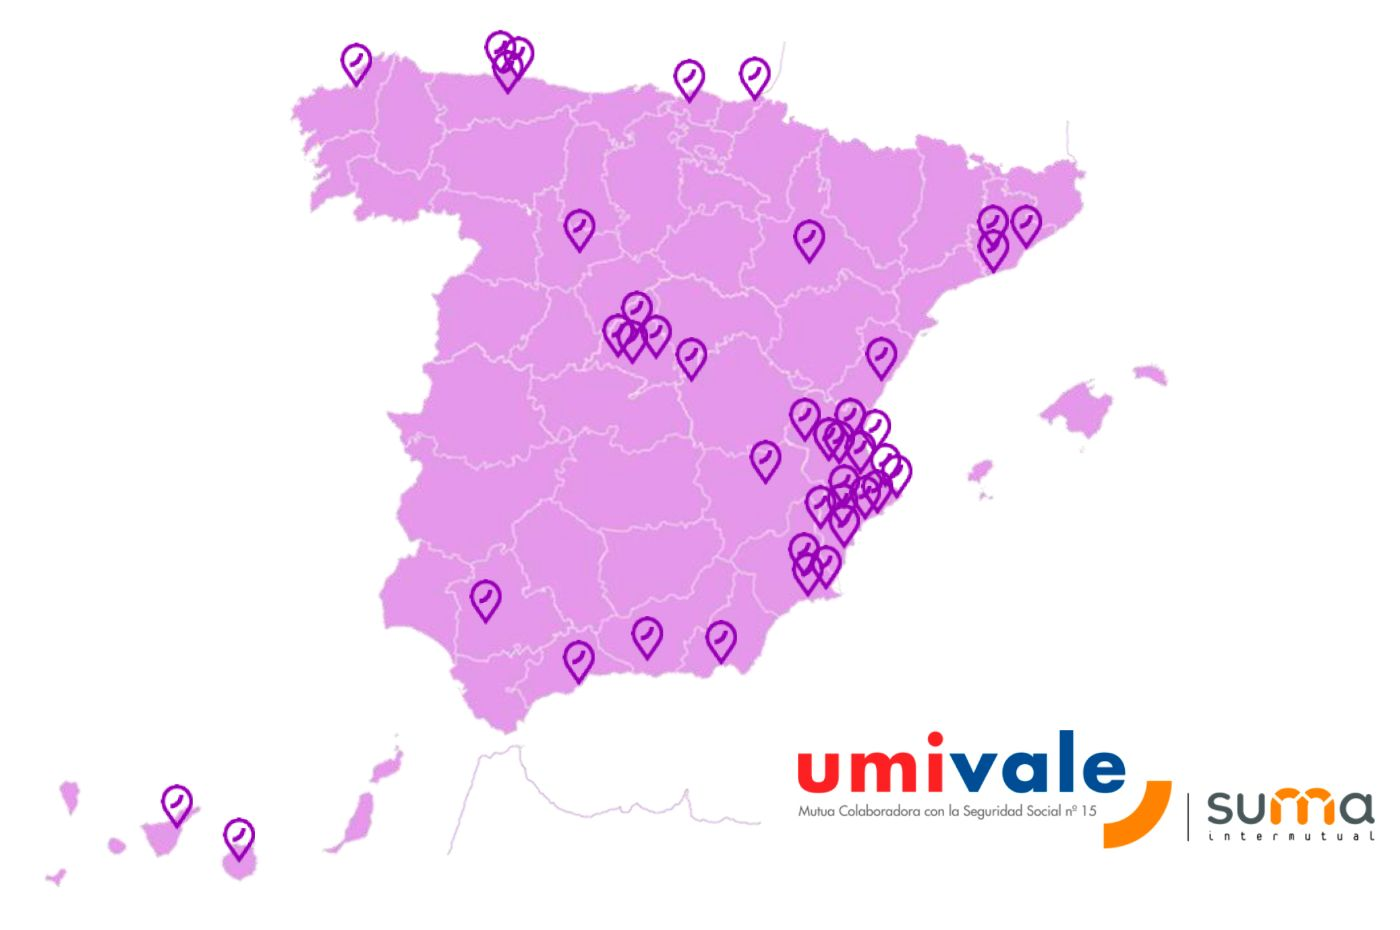 umivale
Mutua Colaboradora con la Seguridad Social nº 15
suma
intermutual